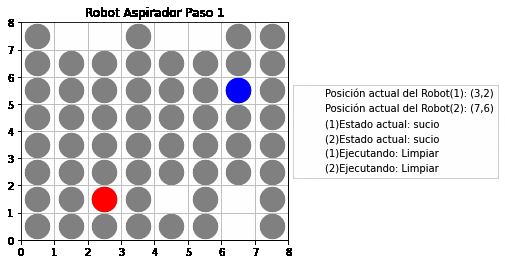 Robot Aspirador Paso 1
8
7
6
5
4
3
2
1
0
0 1 2 3 4 5 6 7 8
Posición actual del Robot(1): (3,2)
Posición actual del Robot(2): (7,6)
(1)Estado actual: sucio
(2)Estado actual: sucio
(1)Ejecutando: Limpiar
(2)Ejecutando: Limpiar